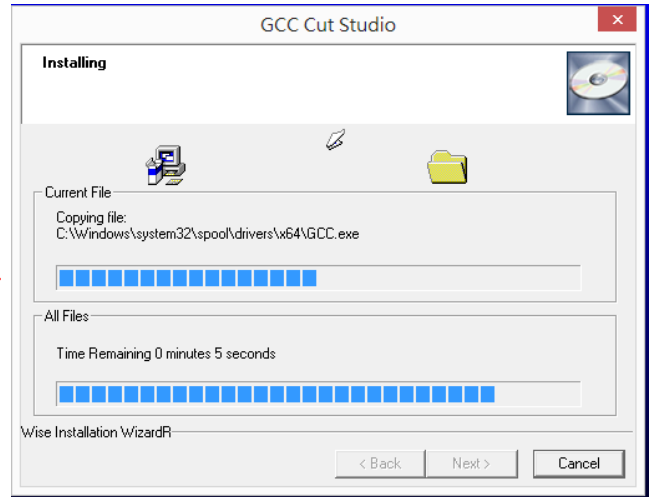 GCC Cut Studio
Installing
Current File
Copying file:
C:\Windows\system32\spool\drivers\x64\GCC.exe
All Files
Time Remaining 0 minutes 5 seconds
Wise Installation WizardR
< Back
Next >
Cancel